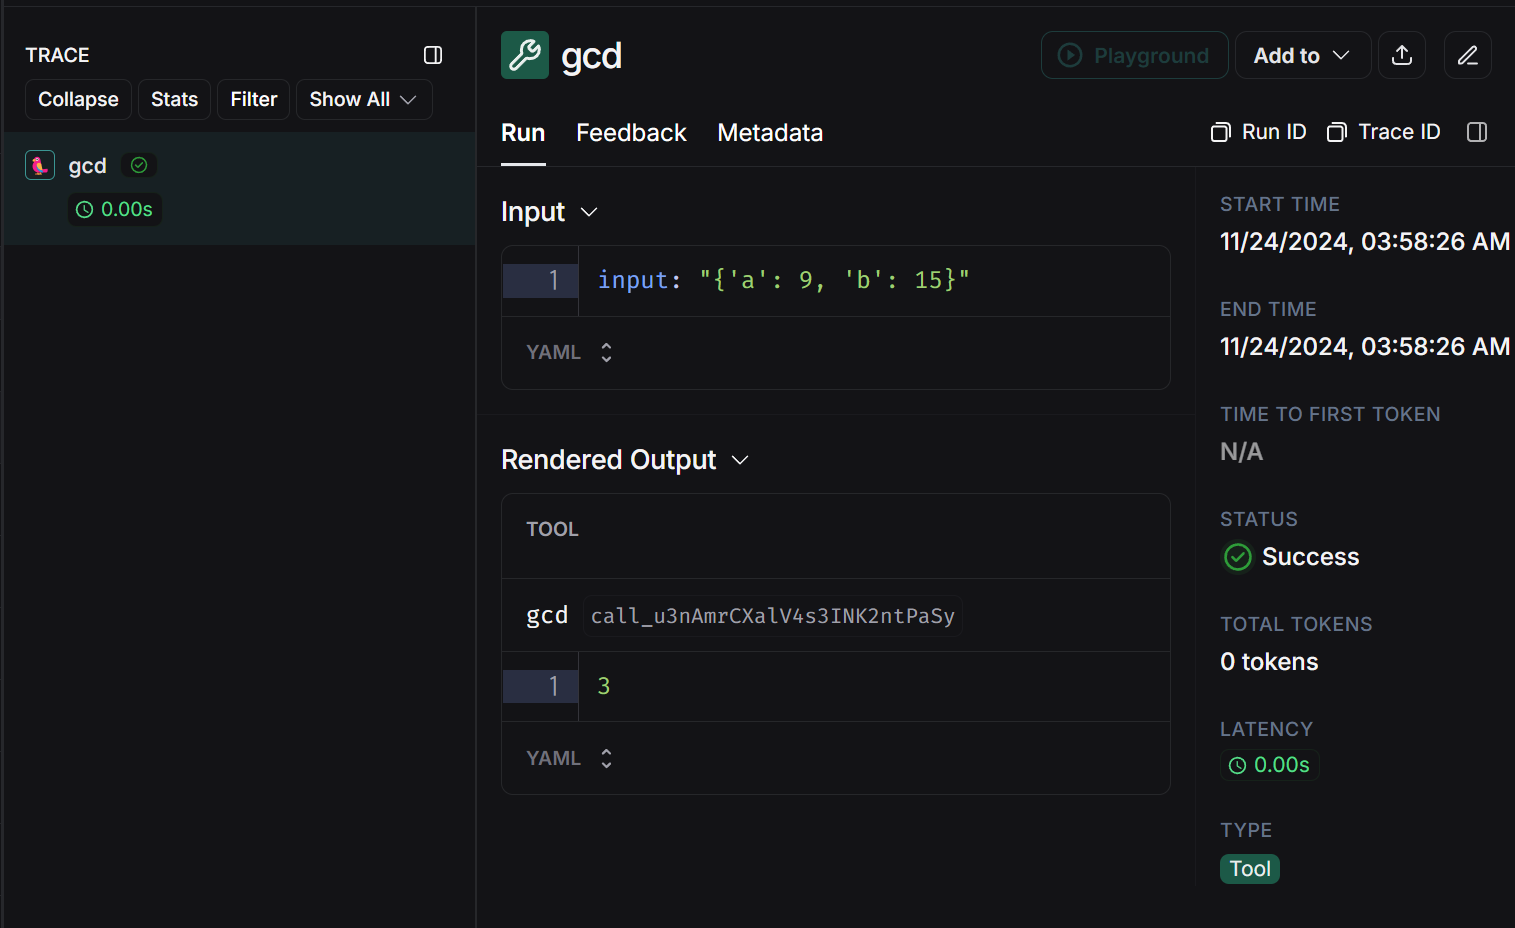 TRACE
Collapse Stats Filter Show All
gcd
0.00s
gcd
Playground Add to
Run Feedback Metadata
Run ID Trace ID
Input
1 input: "{'a': 9, 'b': 15}"
YAML
Rendered Output
TOOL
gcd call_u3nAmrCXalV4s3INK2ntPaSy
1 3
YAML
START TIME
11/24/2024, 03:58:26 AM
END TIME
11/24/2024, 03:58:26 AM
TIME TO FIRST TOKEN
N/A
STATUS
Success
TOTAL TOKENS
0 tokens
LATENCY
0.00s
TYPE
Tool